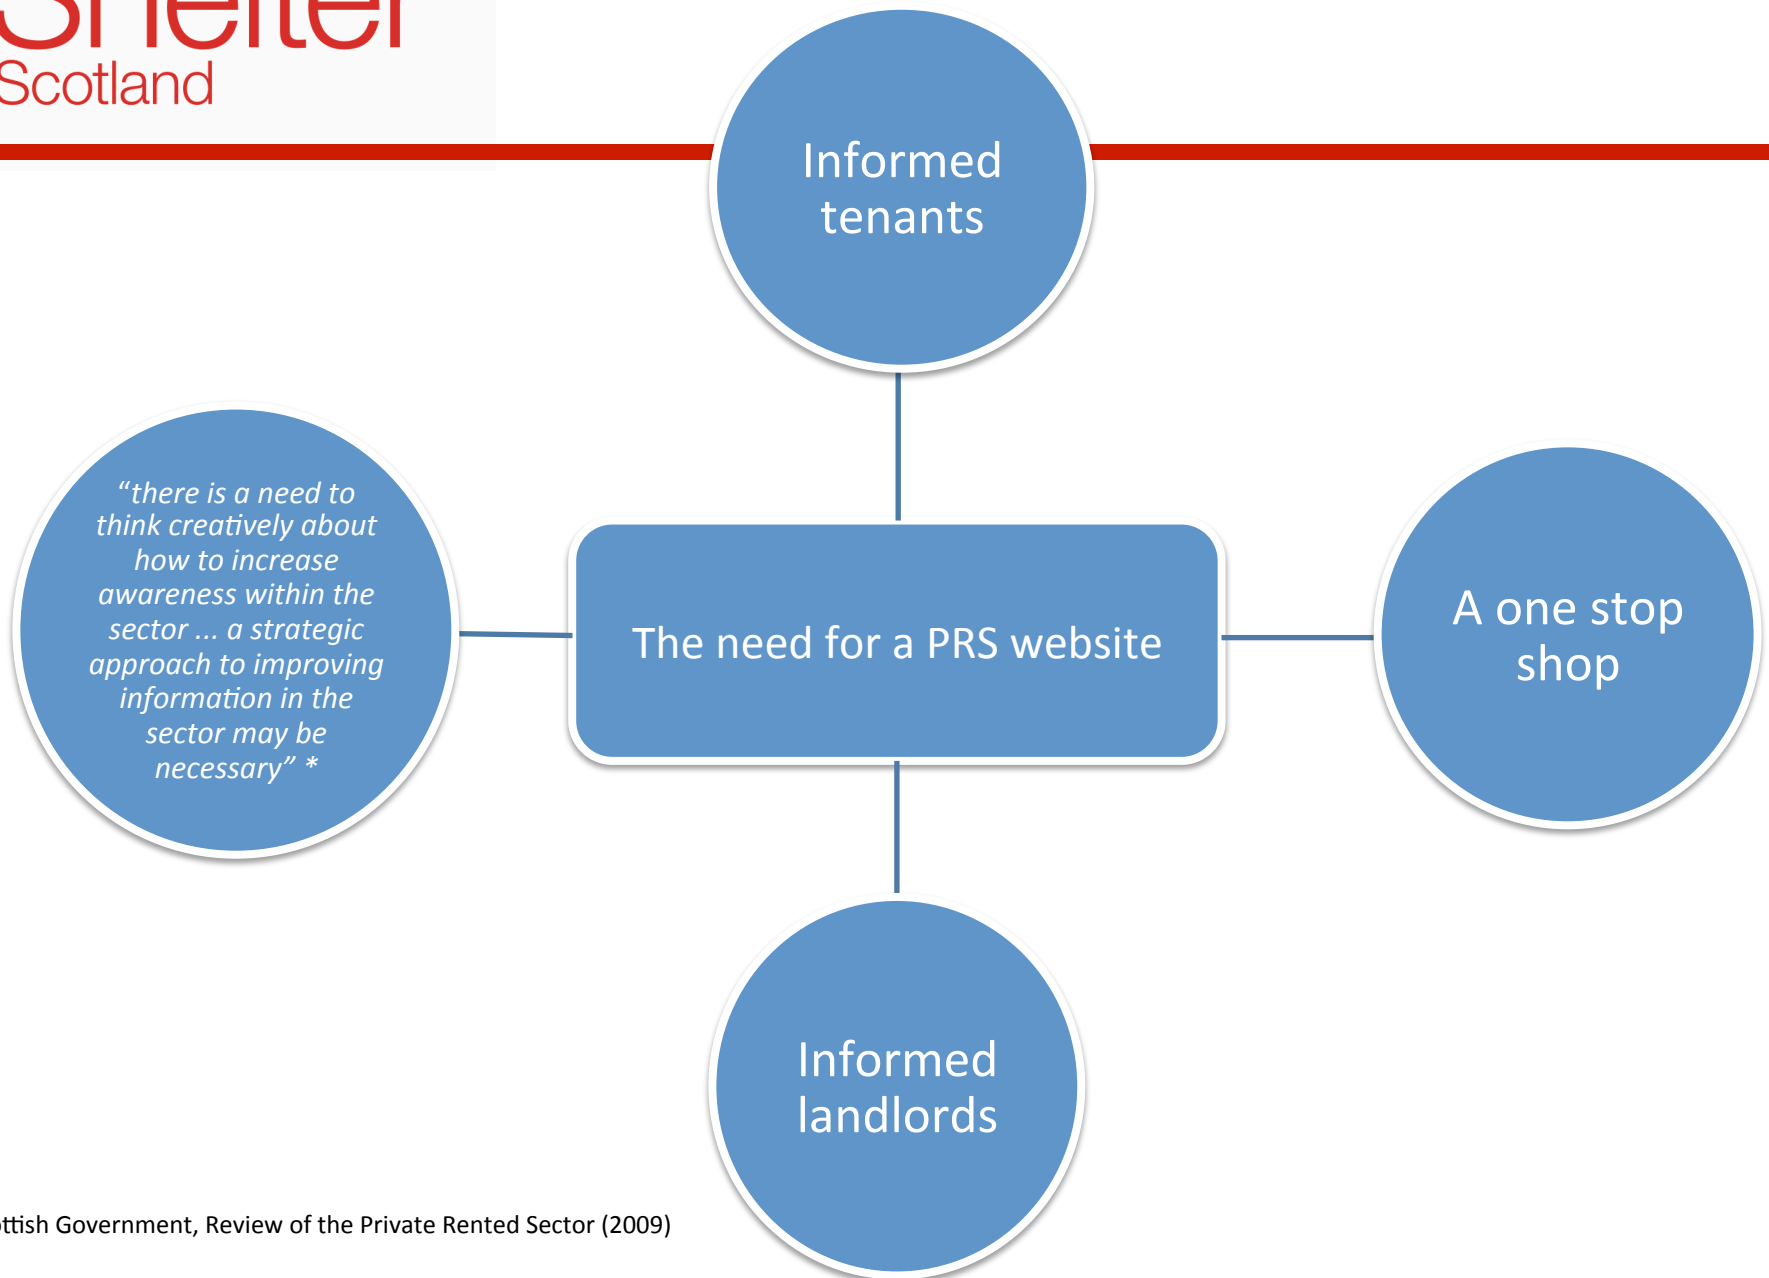 Shelter
Scotland
Informed
tenants
“there is a need to
think creatively about
how to increase
awareness within the
sector ... a strategic
approach to improving
information in the
sector may be
necessary” *
The need for a PRS website
A one stop
shop
Informed
landlords
ottish Government, Review of the Private Rented Sector (2009)